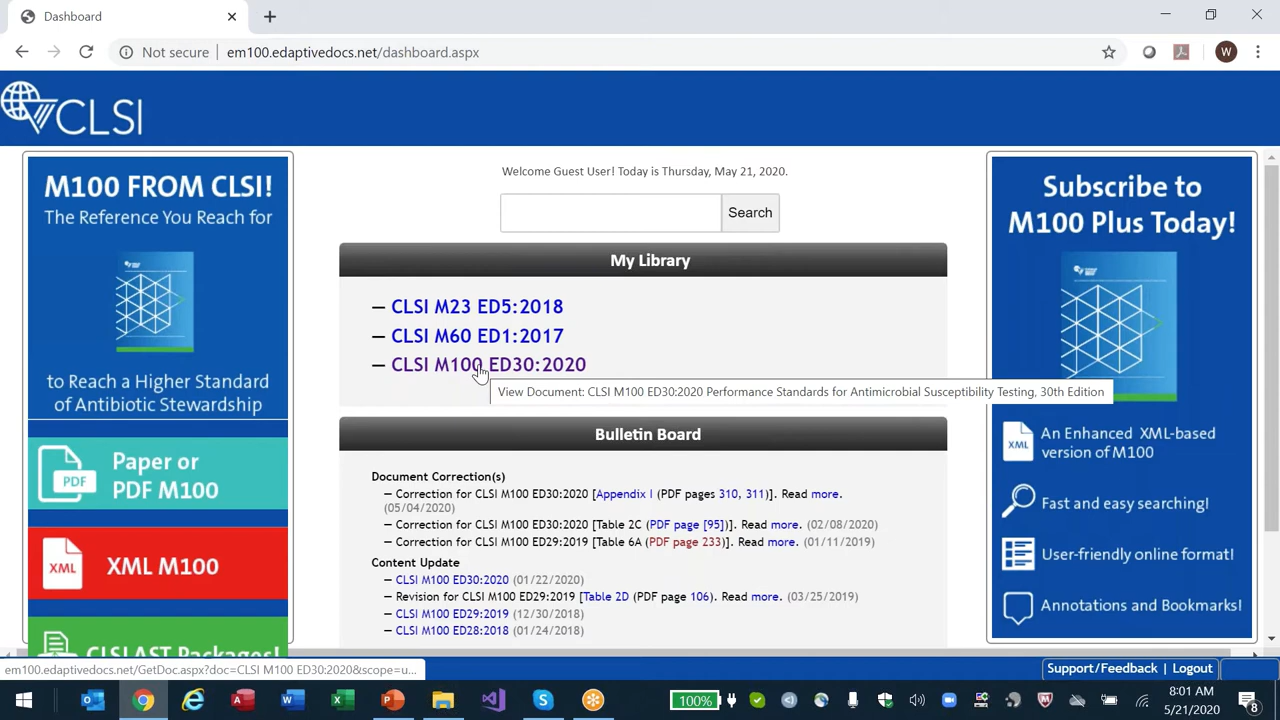 Dashboard
Not secure | em100.edaptivedocs.net/dashboard.aspx
W
CLSI
M100 FROM CLSI!
The Reference You Reach for
to Reach a Higher Standard
of Antibiotic Stewardship
PDF
Paper or
PDF M100
XML
XML M100
CLSI AST Packages!
Welcome Guest User! Today is Thursday, May 21, 2020.
Search
My Library
– CLSI M23 ED5:2018
– CLSI M60 ED1:2017
– CLSI M100 ED30:2020
View Document: CLSI M100 ED30:2020 Performance Standards for Antimicrobial Susceptibility Testing, 30th Edition
Bulletin Board
Document Correction(s)
– Correction for CLSI M100 ED30:2020 [Appendix I (PDF pages 310, 311)]. Read more.
(05/04/2020)
– Correction for CLSI M100 ED30:2020 [Table 2C (PDF page [95])]. Read more. (02/08/2020)
– Correction for CLSI M100 ED29:2019 [Table 6A (PDF page 233)]. Read more. (01/11/2019)
Content Update
– CLSI M100 ED30:2020 (01/22/2020)
– Revision for CLSI M100 ED29:2019 [Table 2D (PDF page 106). Read more. (03/25/2019)
– CLSI M100 ED29:2019 (12/30/2018)
– CLSI M100 ED28:2018 (01/24/2018)
Subscribe to
M100 Plus Today!
XML
An Enhanced XML-based
version of M100
Fast and easy searching!
User-friendly online format!
Annotations and Bookmarks!
em100.edaptivedocs.net/GetDoc.aspx?doc=CLSI M100 ED30:2020&scope=u...
Support/Feedback | Logout
100%
8:01 AM
5/21/2020
8